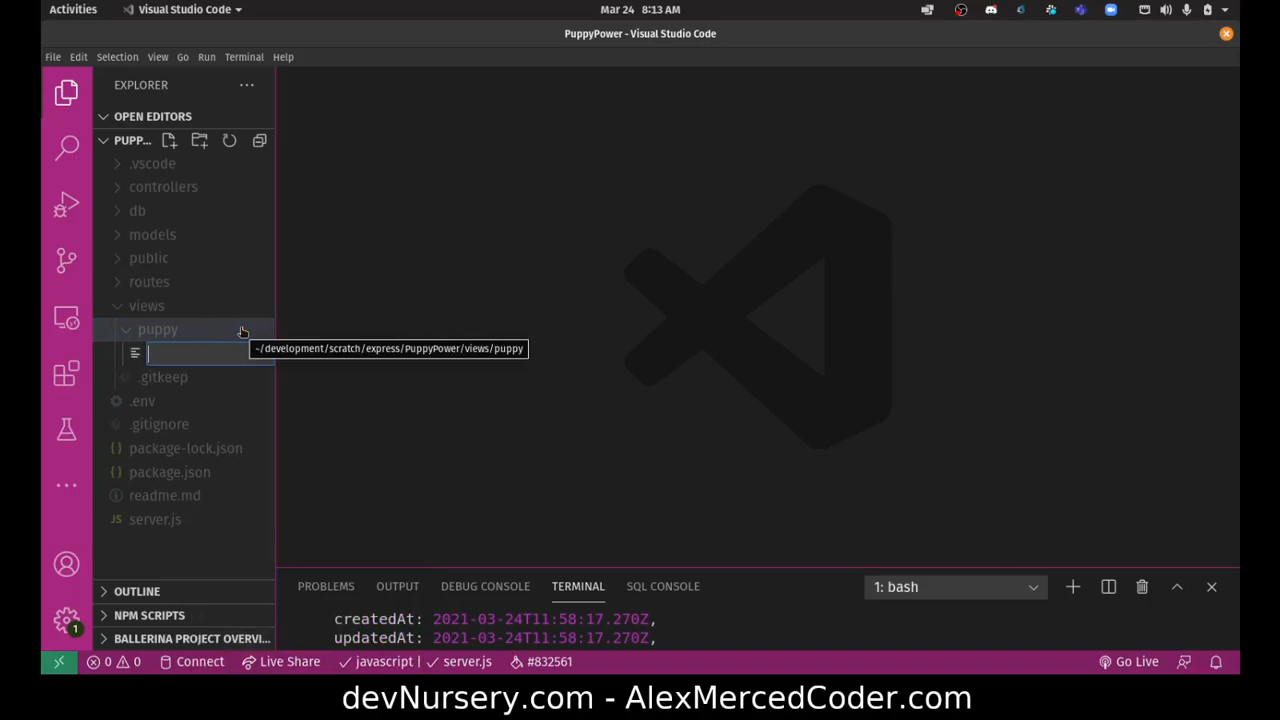 Activities
Visual Studio Code
Mar 24 8:13 AM
PuppyPower - Visual Studio Code
File Edit Selection View Go Run Terminal Help
EXPLORER
OPEN EDITORS
PUPP...
.vscode
controllers
db
models
public
routes
views
puppy
~/development/scratch/express/PuppyPower/views/puppy
.gitkeep
.env
.gitignore
package-lock.json
package.json
readme.md
JS server.js
OUTLINE
NPM SCRIPTS
BALLERINA PROJECT OVERVI...
PROBLEMS OUTPUT DEBUG CONSOLE TERMINAL SQL CONSOLE
1: bash
createdAt: 2021-03-24T11:58:17.270Z,
updatedAt: 2021-03-24T11:58:17.270Z,
1
0 0 Connect Live Share javascript | server.js #832561 Go Live
devNursery.com - AlexMercedCoder.com